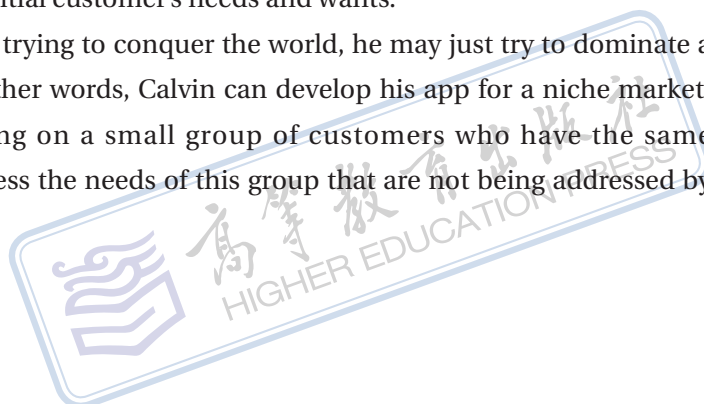 ntial customer's needs and wants.
trying to conquer the world, he may just try to dominate a
ther words, Calvin can develop his app for a niche market
ng on a small group of customers who have the same
ess the needs of this group that are not being addressed by
高等教育出版社
HIGHER EDUCATION PRESS